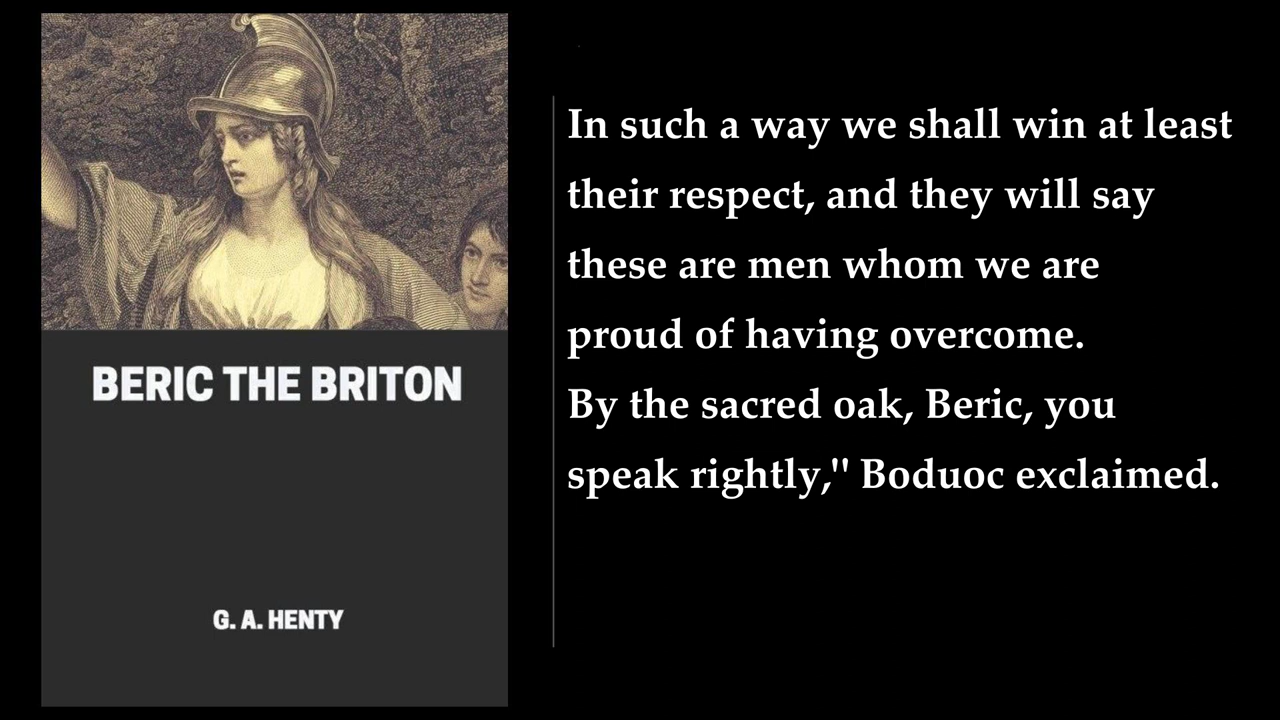 BERIC THE BRITON
G. A. HENTY
In such a way we shall win at least
their respect, and they will say
these are men whom we are
proud of having overcome.
By the sacred oak, Beric, you
speak rightly," Boduoc exclaimed.